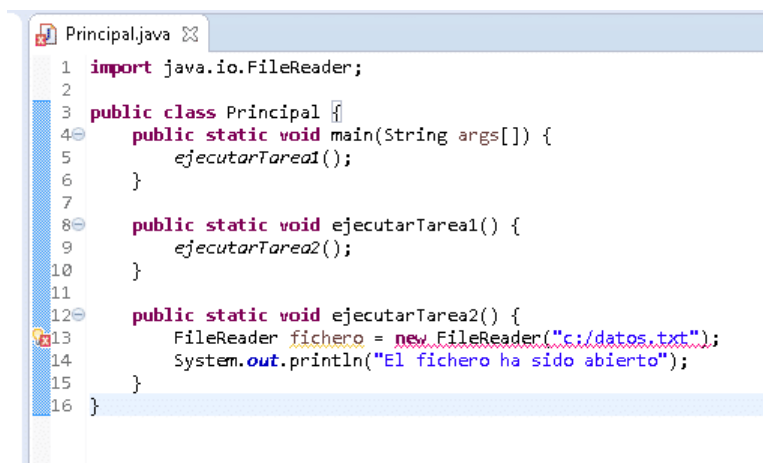 Principal.java
1 import java.io.FileReader;
2
3 public class Principal {
4 public static void main(String args[]) {
5 ejecutarTarea1();
6 }
7
8 public static void ejecutarTarea1() {
9 ejecutarTarea2();
10 }
11
12 public static void ejecutarTarea2() {
13 FileReader fichero = new FileReader("c:/datos.txt");
14 System.out.println("El fichero ha sido abierto");
15 }
16 }